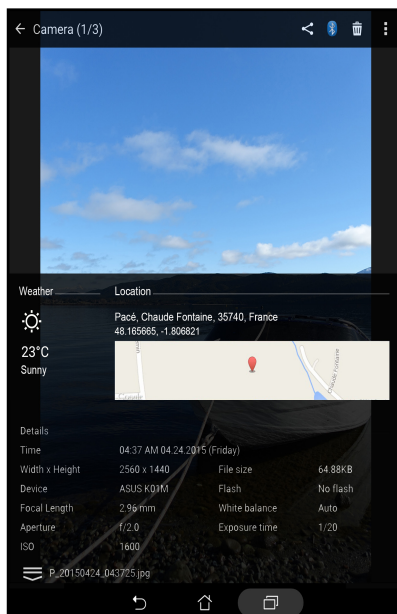 Camera (1/3)
Weather Location
Pacé, Chaude Fontaine, 35740, France
48.165665, -1.806821
23°C
Sunny
Google
Chaude Fontaine
Details
Time 04:37 AM 04.24.2015 (Friday)
Width x Height 2560 x 1440 File size 64.88KB
Device ASUS K01M Flash No flash
Focal Length 2.96 mm White balance Auto
Aperture f/2.0 Exposure time 1/20
ISO 1600
P_20150424_043725.jpg